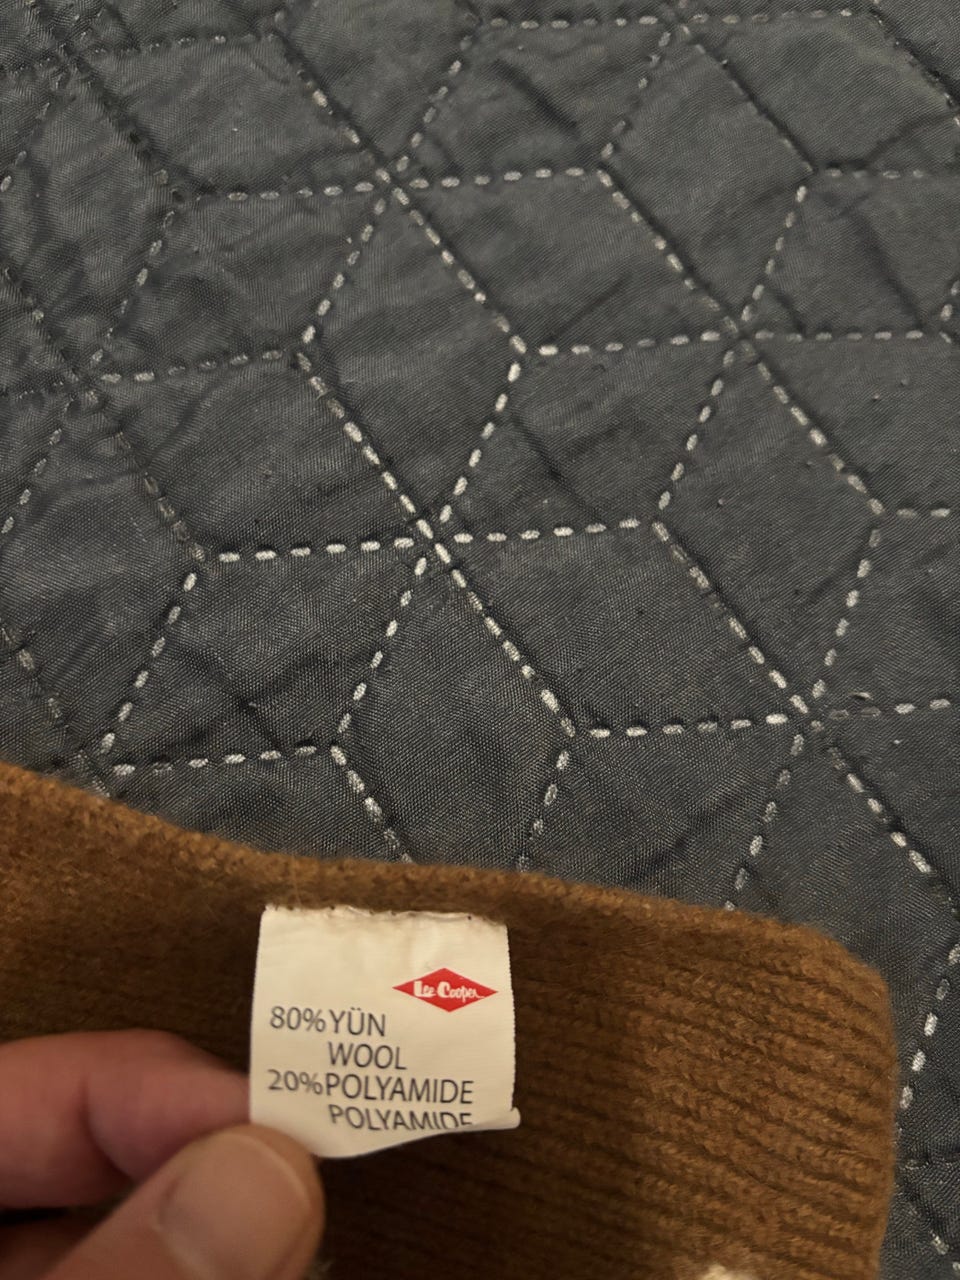 Lee Cooper
80% YÜN
WOOL
20% POLYAMIDE
POLYAMIDE